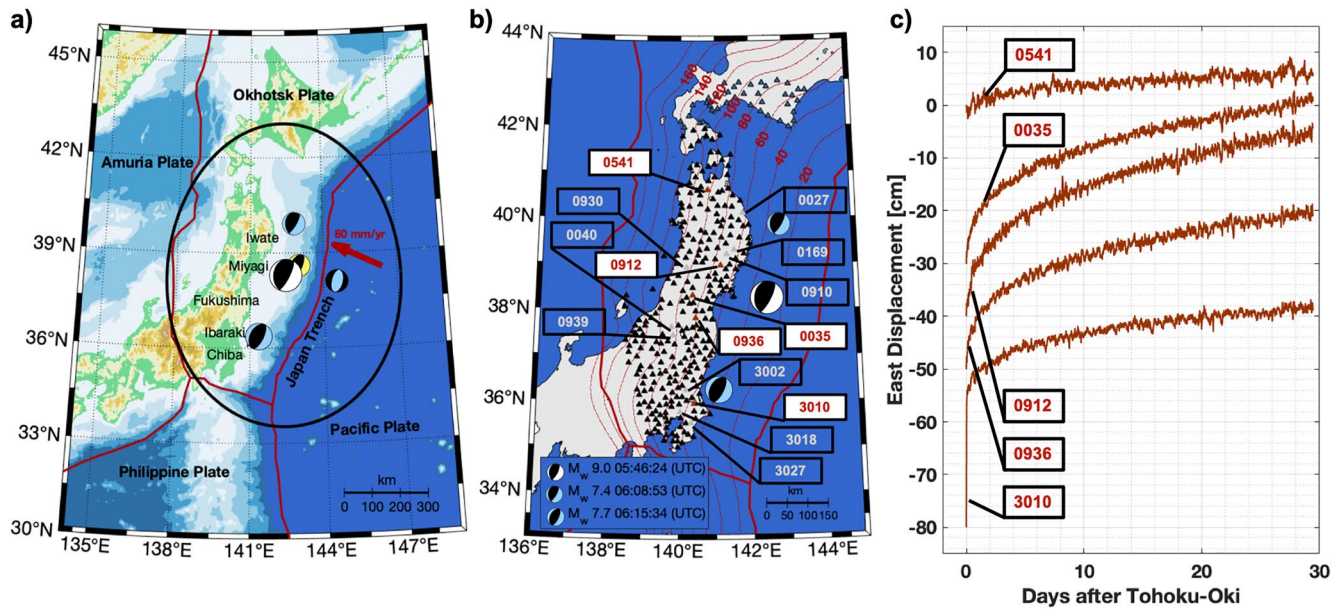 a)
45°N
42°N
39°N
36°N
33°N
30°N
135°E
138°E
141°E
144°E
147°E
Okhotsk Plate
Amuria Plate
Iwate
80 mm/yr
Miyagi
Fukushima
Ibaraki
Chiba
Japan Trench
Pacific Plate
Philippine Plate
km
0 100 200 300
b)
44°N
42°N
40°N
38°N
36°N
34°N
136°E
138°E
140°E
142°E
144°E
160
140
120
100
80
60
40
20
0541
0930
0027
0040
0169
0912
0910
0939
0936
0035
3002
3010
3018
3027
Mw 9.0 05:46:24 (UTC)
Mw 7.4 06:08:53 (UTC)
Mw 7.7 06:15:34 (UTC)
km
0 50 100150
c)
East Displacement [cm]
10
0
-10
-20
-30
-40
-50
-60
-70
-80
0541
0035
0912
0936
3010
0
10
20
30
Days after Tohoku-Oki